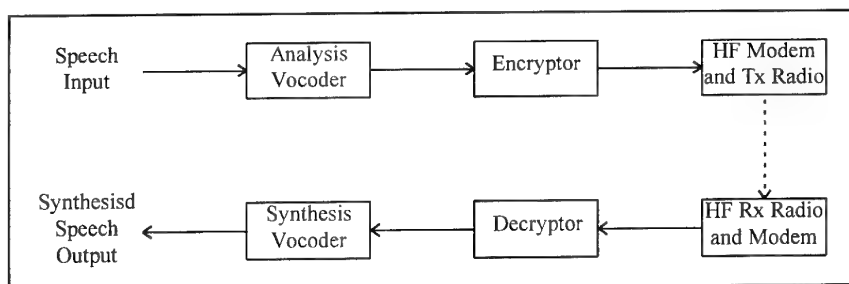 Speech
Input
Analysis
Vocoder
Encryptor
HF Modem
and Tx Radio
Synthesisd
Speech
Output
Synthesis
Vocoder
Decryptor
HF Rx Radio
and Modem